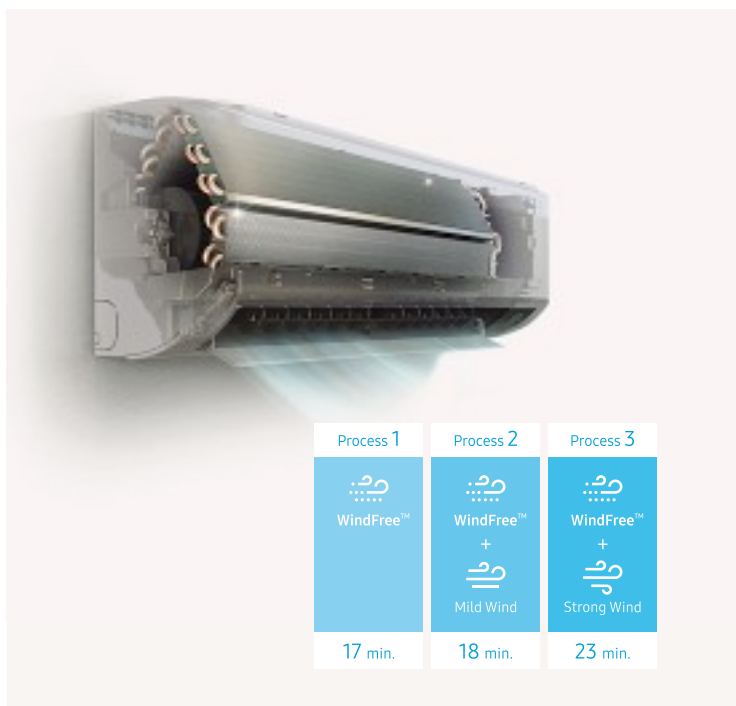 Process 1
WindFree™
17 min.
Process 2
WindFree™
+
Mild Wind
18 min.
Process 3
WindFree™
+
Strong Wind
23 min.